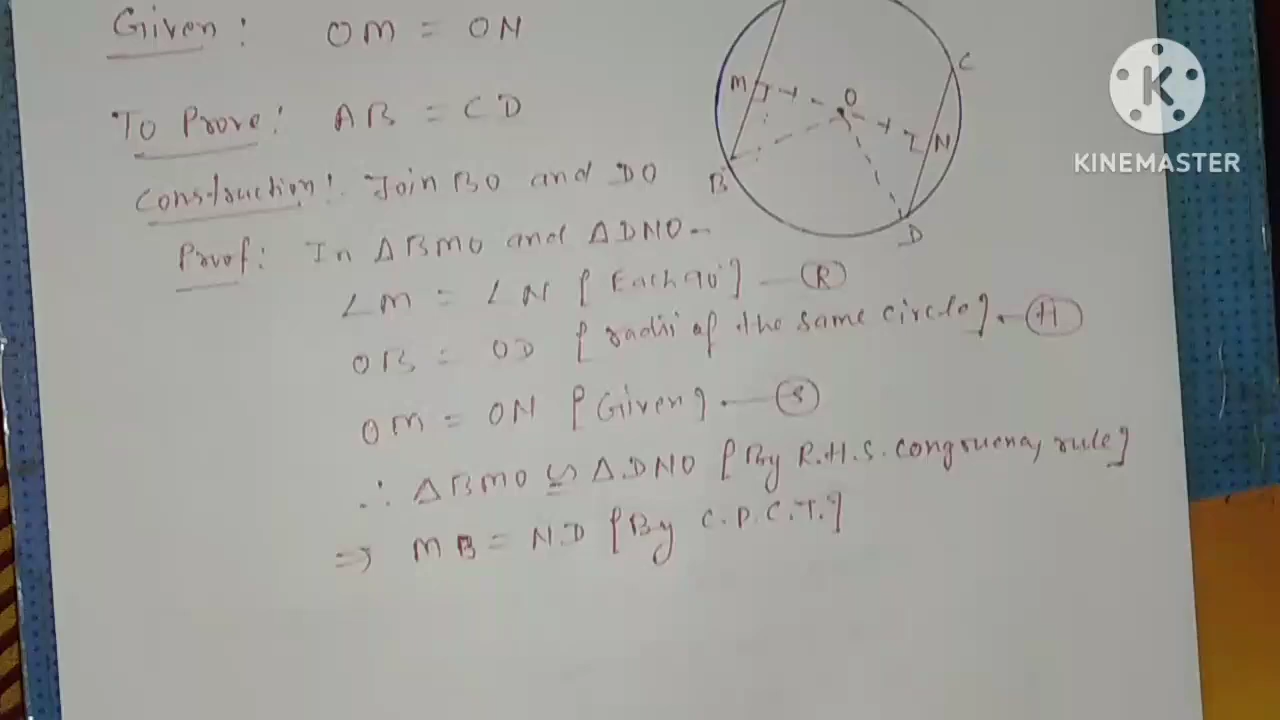 Given: OM = ON
To Prove: AB = CD
Construction: Join BO and DO
Proof: In ΔBMO and ΔDNO -
∠M = ∠N [Each 90°] - (R)
OB = OD [radii of the same circle] - (H)
OM = ON [Given] - (S)
∴ ΔBMO ≅ ΔDNO [By R.H.S. congruency rule]
⇒ MB = ND [By C.P.C.T.]
M
O
C
N
B
D
K
KINEMASTER